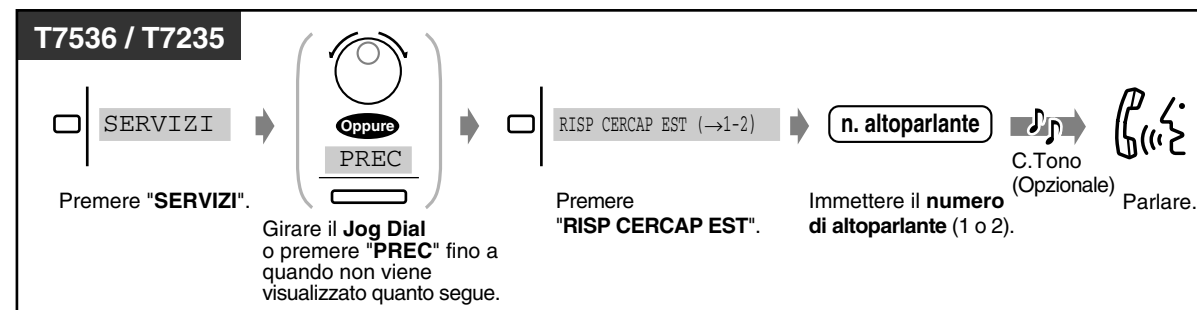 T7536 / T7235
SERVIZI
Premere "SERVIZI".
Oppure
PREC
Girare il Jog Dial
o premere "PREC" fino a
quando non viene
visualizzato quanto segue.
RISP CERCAP EST (→1-2)
Premere
"RISP CERCAP EST".
n. altoparlante
Immettere il numero
di altoparlante (1 o 2).
C.Tono
(Opzionale)
Parlare.